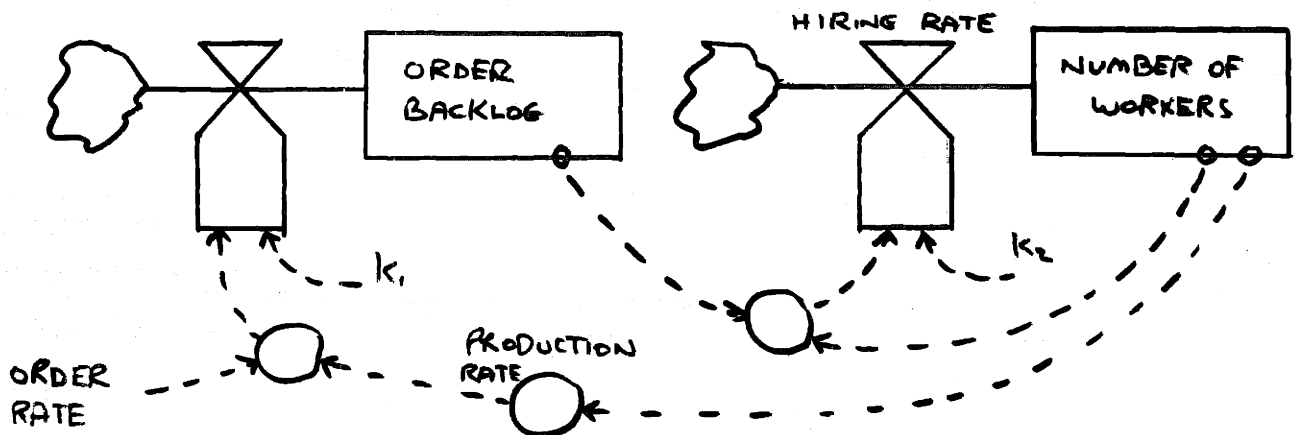 HIRING RATE
ORDER
BACKLOG
NUMBER OF
WORKERS
k₁
k₂
PRODUCTION
RATE
ORDER
RATE